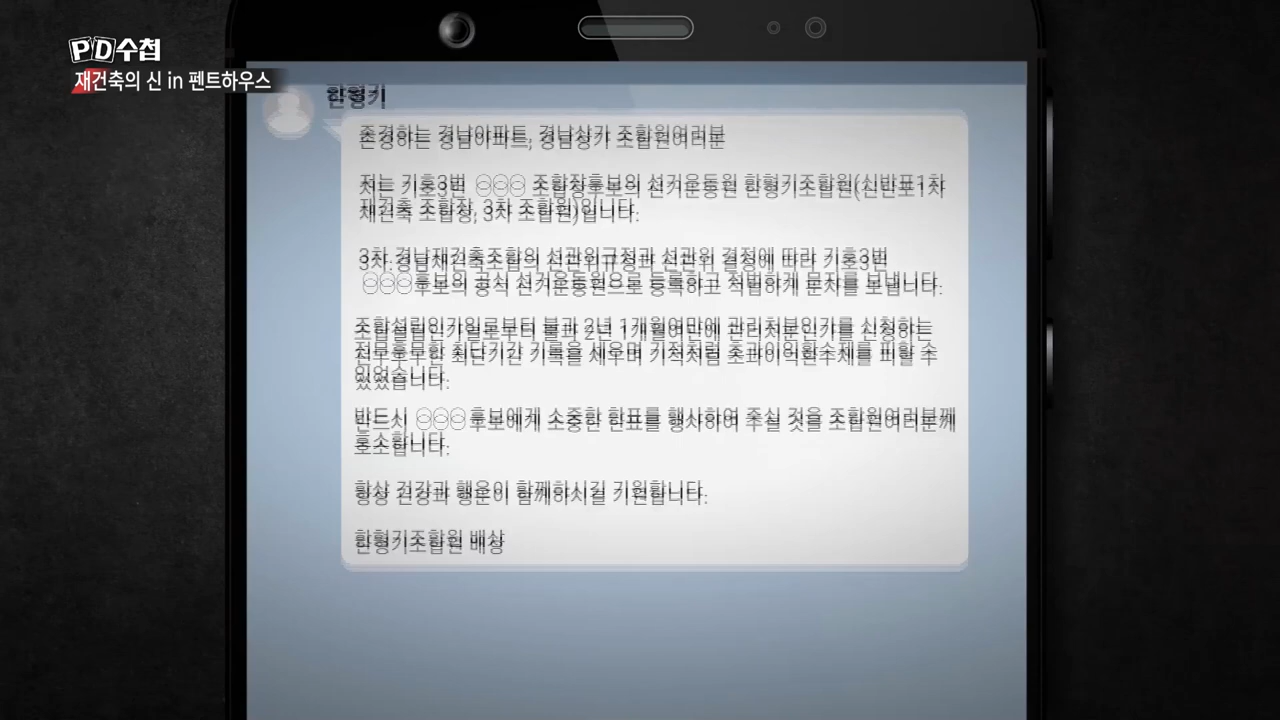 PD수첩
재건축의 신 in 펜트하우스
한형기
존경하는 경남아파트, 경남상가 조합원여러분
저는 기호3번 ○○○ 조합장후보의 선거운동원 한형기조합원(신반포1차
재건축 조합장, 3차 조합원)입니다.
3차.경남재건축조합의 선관위규정과 선관위 결정에 따라 기호3번
○○○후보의 공식 선거운동원으로 등록하고 적법하게 문자를 보냅니다.
조합설립인가일로부터 불과 2년 1개월여만에 관리처분인가를 신청하는
전무후무한 최단기간 기록을 세우며 기적처럼 초과이익환수제를 피할 수
있었습니다.
반드시 ○○○후보에게 소중한 한표를 행사하여 주실 것을 조합원여러분께
호소합니다.
항상 건강과 행운이 함께하시길 기원합니다.
한형기조합원 배상